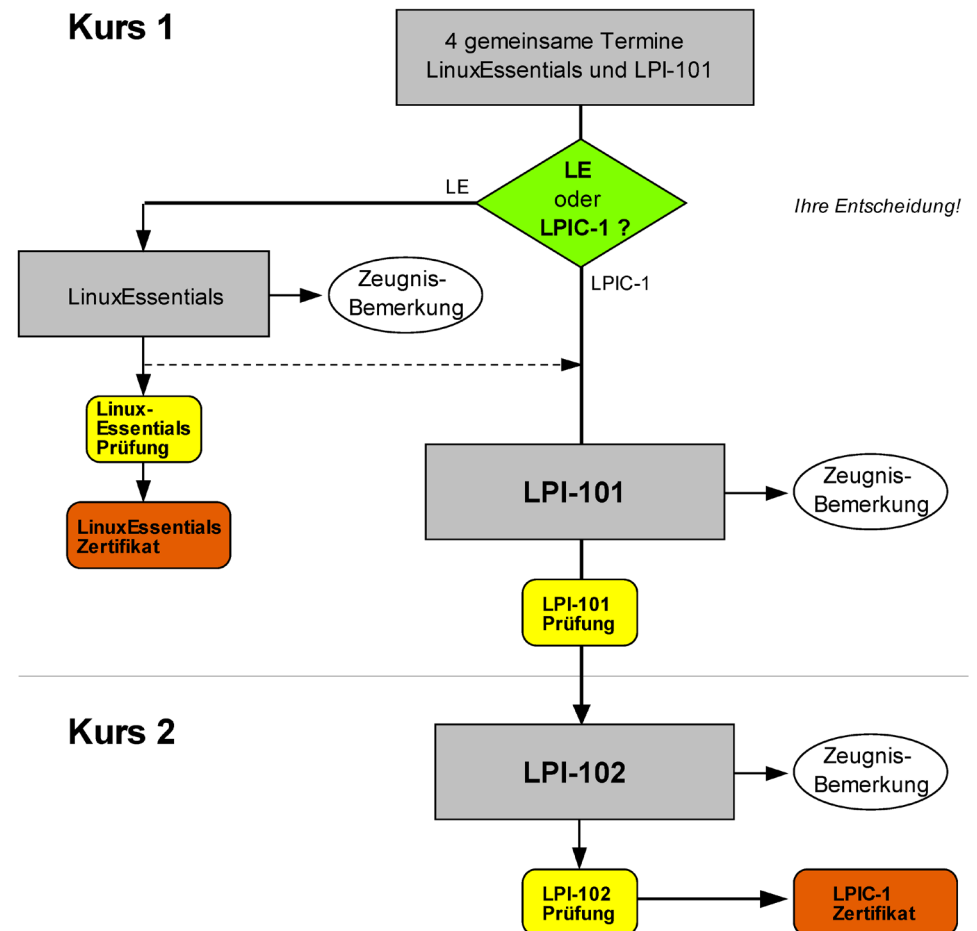 Kurs 1
4 gemeinsame Termine
LinuxEssentials und LPI-101
LE
LE
oder
LPIC-1 ?
Ihre Entscheidung!
LPIC-1
LinuxEssentials
Zeugnis-
Bemerkung
Linux-
Essentials
Prüfung
LinuxEssentials
Zertifikat
LPI-101
Zeugnis-
Bemerkung
LPI-101
Prüfung
Kurs 2
LPI-102
Zeugnis-
Bemerkung
LPI-102
Prüfung
LPIC-1
Zertifikat